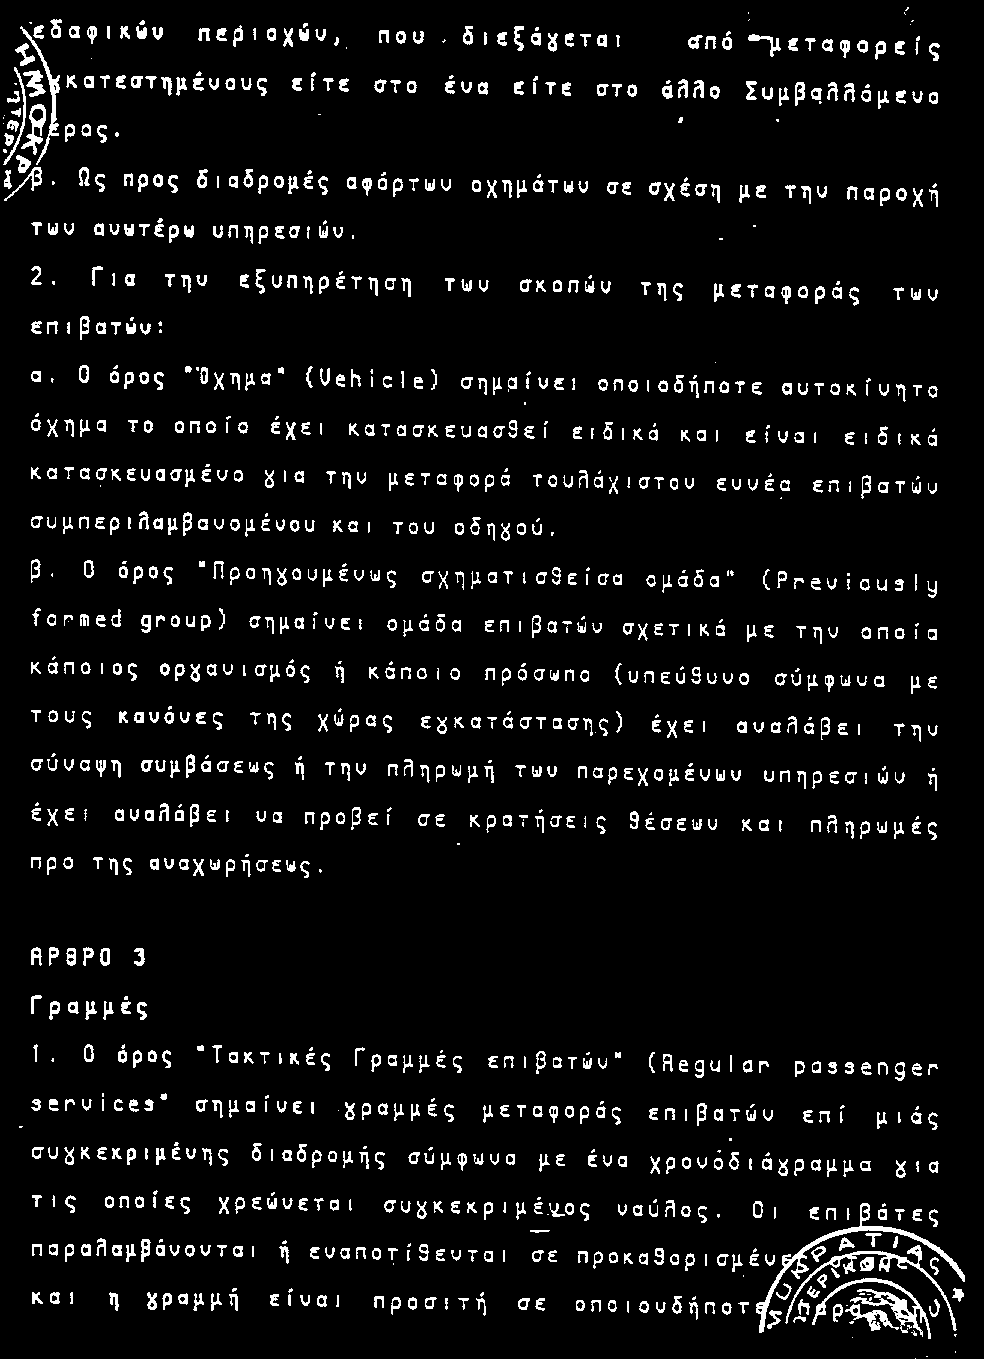 εδαφικών περιοχών, που διεξάγεται από μεταφορείς
εγκατεστημένους είτε στο ένα είτε στο άλλο Συμβαλλόμενο
Μέρος.
β. Ως προς διαδρομές αφόρτων οχημάτων σε σχέση με την παροχή
των ανωτέρω υπηρεσιών.
2. Για την εξυπηρέτηση των σκοπών της μεταφοράς των
επιβατών:
α. Ο όρος "Όχημα" (Vehicle) σημαίνει οποιοδήποτε αυτοκίνητο
όχημα το οποίο έχει κατασκευασθεί ειδικά και είναι ειδικά
κατασκευασμένο για την μεταφορά τουλάχιστον εννέα επιβατών
συμπεριλαμβανομένου και του οδηγού.
β. Ο όρος "Προηγουμένως σχηματισθείσα ομάδα" (Previously
formed group) σημαίνει ομάδα επιβατών σχετικά με την οποία
κάποιος οργανισμός ή κάποιο πρόσωπο (υπεύθυνο σύμφωνα με
τους κανόνες της χώρας εγκατάστασης) έχει αναλάβει την
σύναψη συμβάσεως ή την πληρωμή των παρεχομένων υπηρεσιών ή
έχει αναλάβει να προβεί σε κρατήσεις θέσεων και πληρωμές
προ της αναχωρήσεως.
ΑΡΘΡΟ 3
Γραμμές
1. Ο όρος "Τακτικές Γραμμές επιβατών" (Regular passenger
services" σημαίνει γραμμές μεταφοράς επιβατών επί μιάς
συγκεκριμένης διαδρομής σύμφωνα με ένα χρονόδιάγραμμα για
τις οποίες χρεώνεται συγκεκριμένος ναύλος. Οι επιβάτες
παραλαμβάνονται ή εναποτίθενται σε προκαθορισμένες
και η γραμμή είναι προσιτή σε οποιονδήποτε παρά την